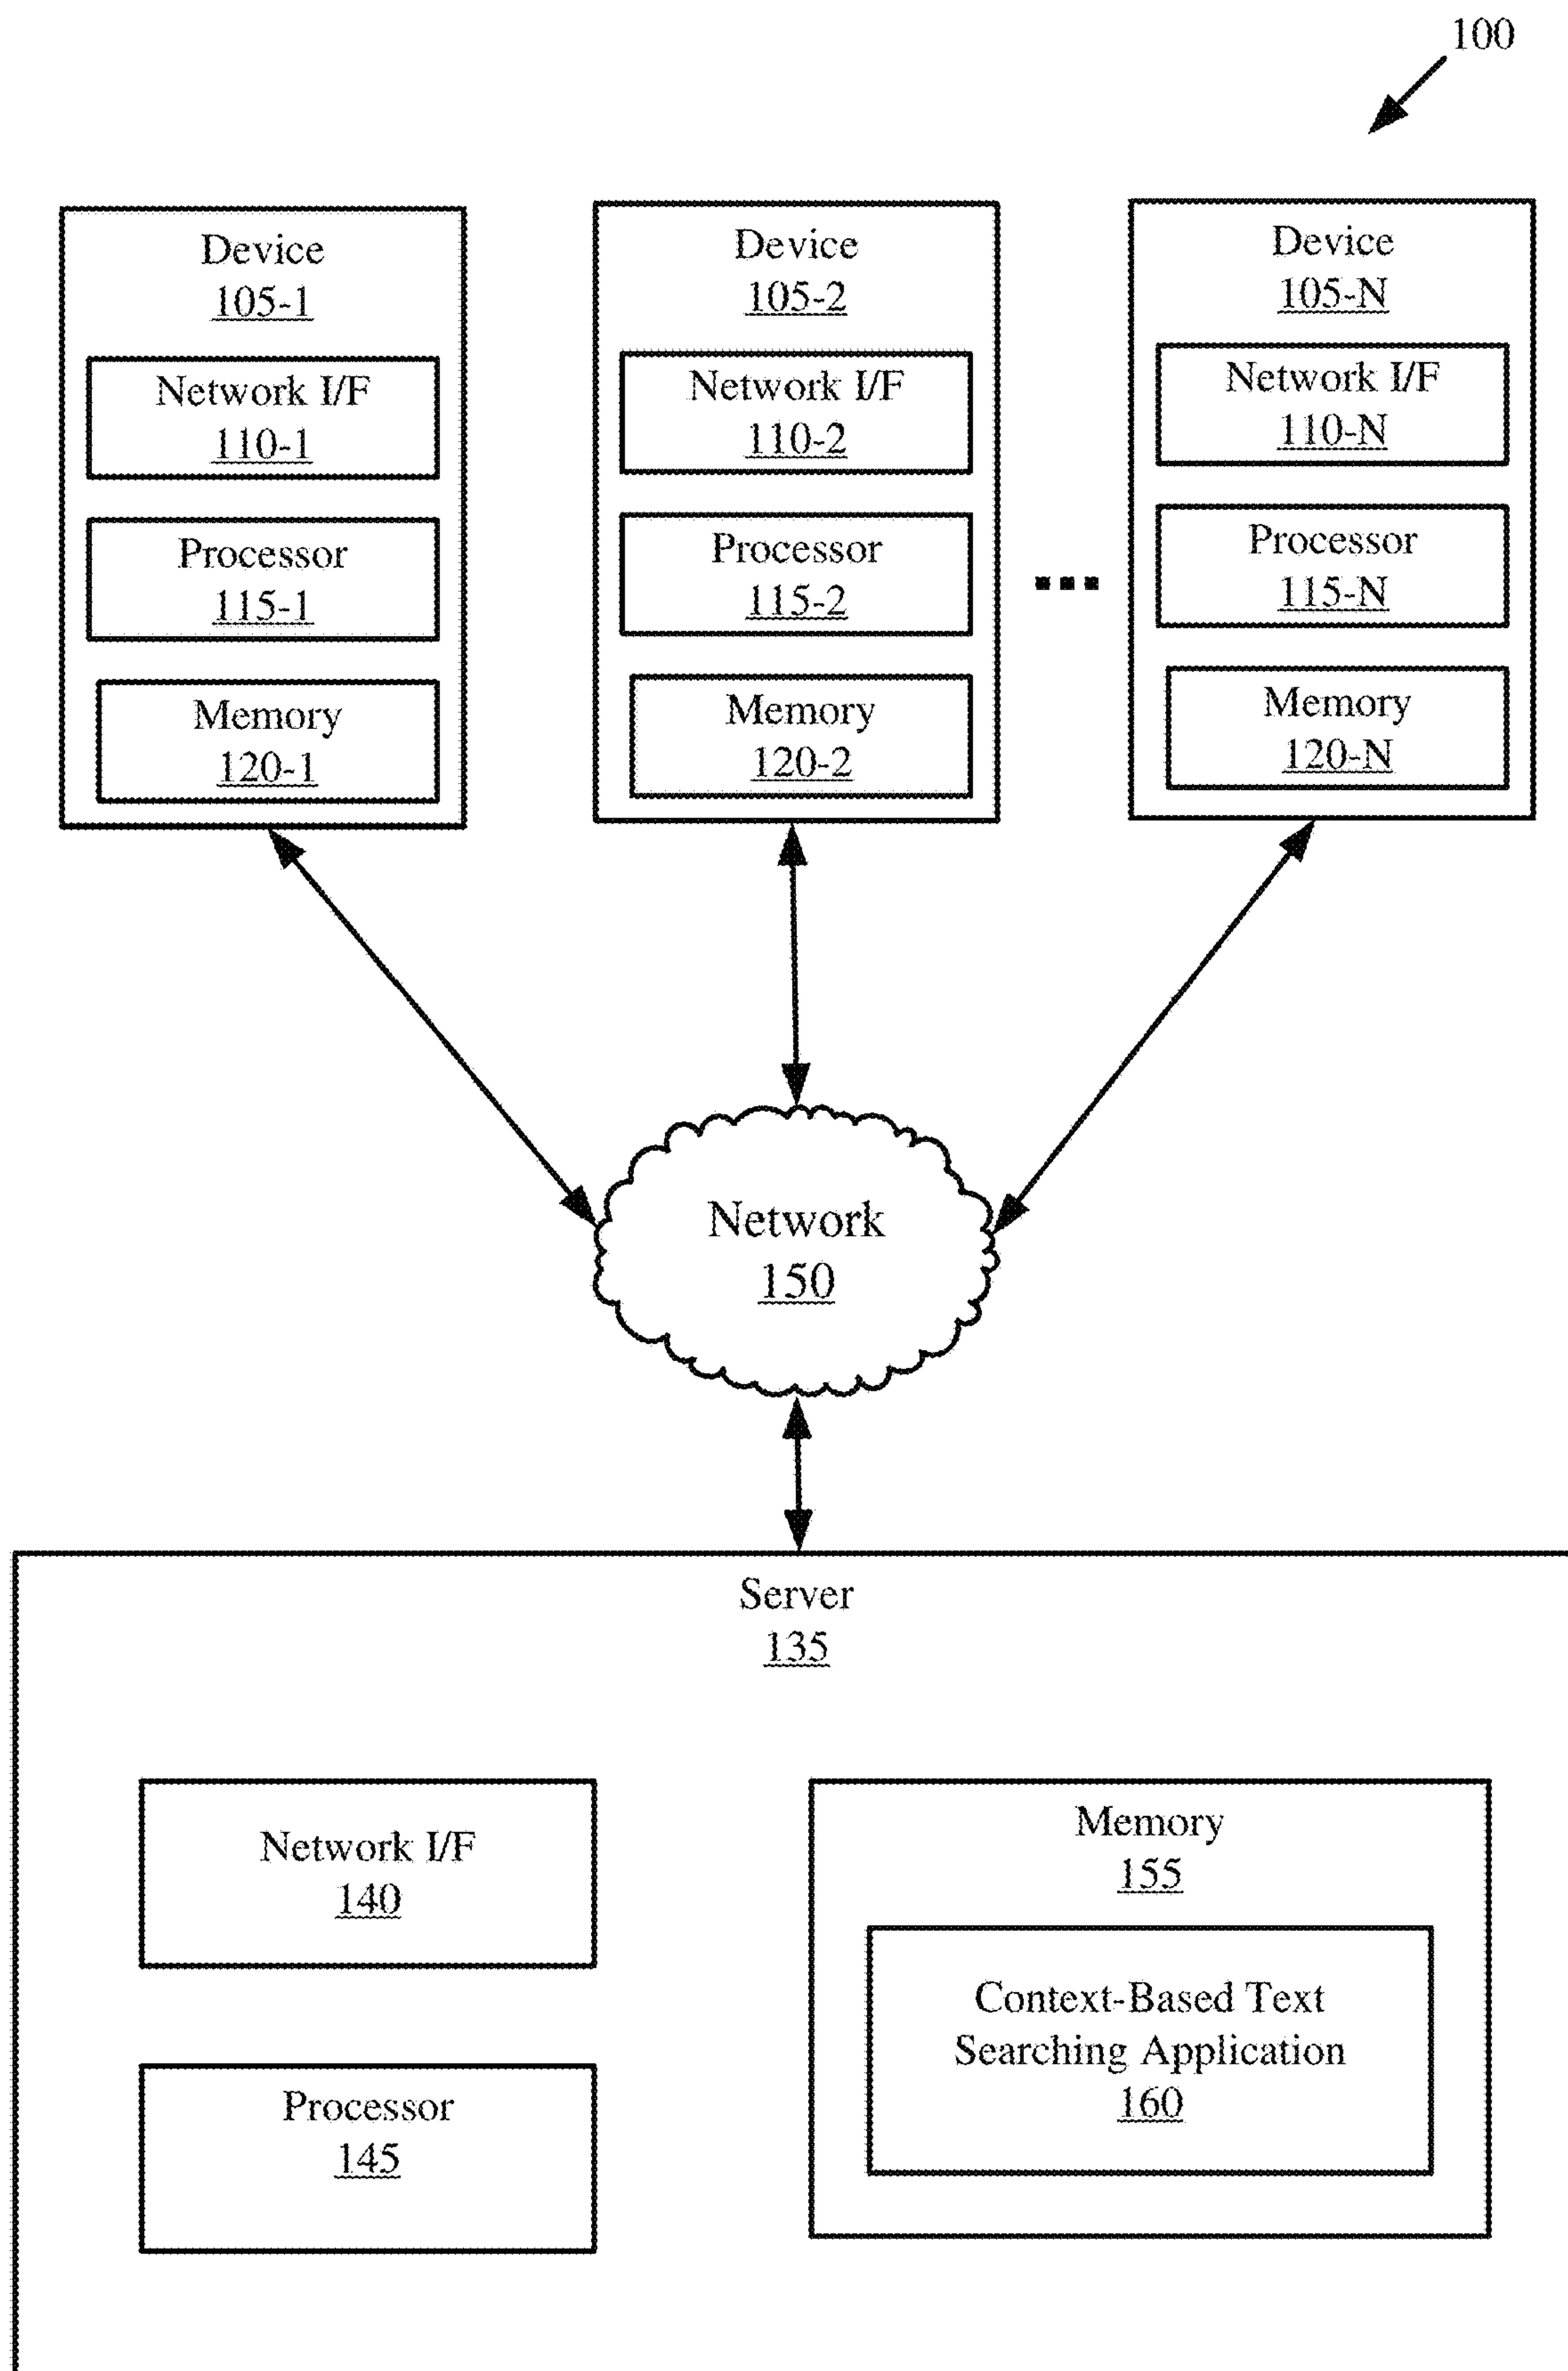 100
Device
105-1
Network I/F
110-1
Processor
115-1
Memory
120-1
Device
105-2
Network I/F
110-2
Processor
115-2
Memory
120-2
Device
105-N
Network I/F
110-N
Processor
115-N
Memory
120-N
Network
150
Server
135
Network I/F
140
Processor
145
Memory
155
Context-Based Text
Searching Application
160